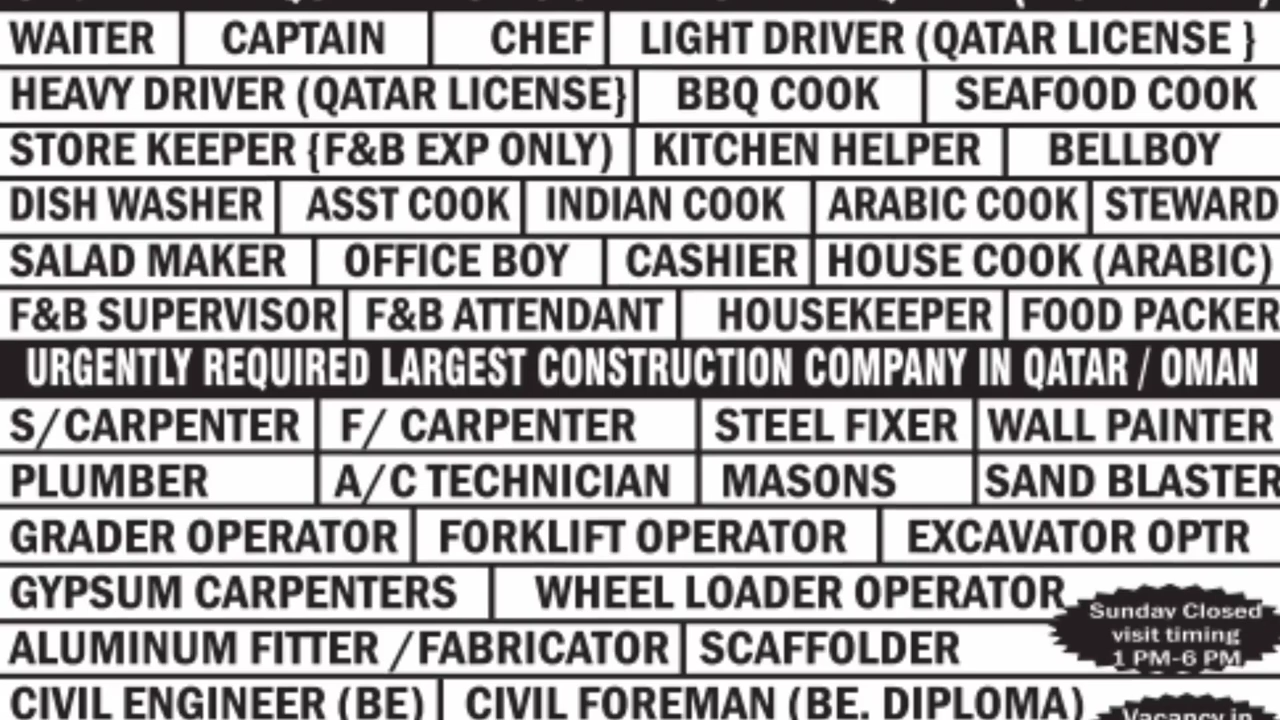 WAITER CAPTAIN CHEF LIGHT DRIVER (QATAR LICENSE }
HEAVY DRIVER (QATAR LICENSE} BBQ COOK SEAFOOD COOK
STORE KEEPER {F&B EXP ONLY) KITCHEN HELPER BELLBOY
DISH WASHER ASST COOK INDIAN COOK ARABIC COOK STEWARD
SALAD MAKER OFFICE BOY CASHIER HOUSE COOK (ARABIC)
F&B SUPERVISOR F&B ATTENDANT HOUSEKEEPER FOOD PACKER
URGENTLY REQUIRED LARGEST CONSTRUCTION COMPANY IN QATAR / OMAN
S/CARPENTER F/ CARPENTER STEEL FIXER WALL PAINTER
PLUMBER A/C TECHNICIAN MASONS SAND BLASTER
GRADER OPERATOR FORKLIFT OPERATOR EXCAVATOR OPTR
GYPSUM CARPENTERS WHEEL LOADER OPERATOR
Sunday Closed
visit timing
1 PM-6 PM
ALUMINUM FITTER /FABRICATOR SCAFFOLDER
CIVIL ENGINEER (BE) CIVIL FOREMAN (BE. DIPLOMA)
Vacancy in